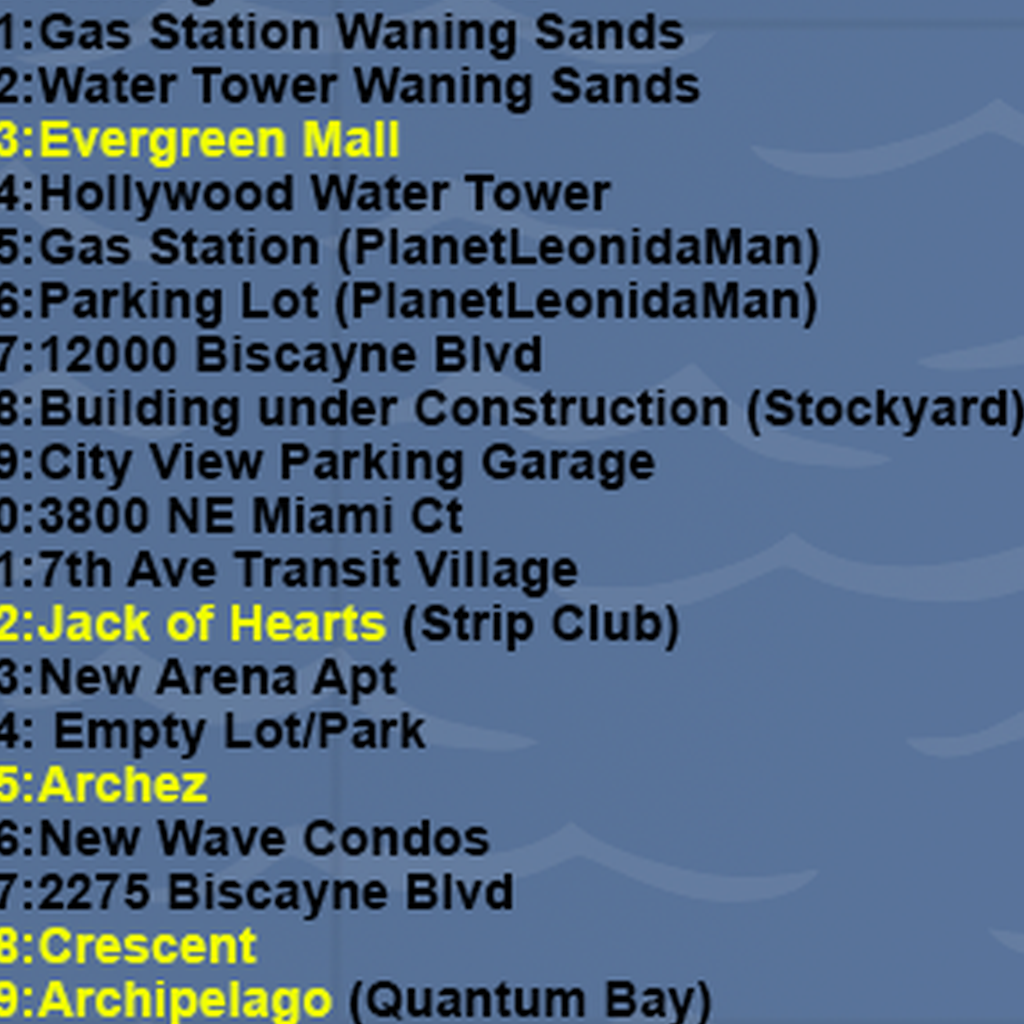 1:Gas Station Waning Sands
2:Water Tower Waning Sands
3:Evergreen Mall
4:Hollywood Water Tower
5:Gas Station (PlanetLeonidaMan)
6:Parking Lot (PlanetLeonidaMan)
7:12000 Biscayne Blvd
8:Building under Construction (Stockyard)
9:City View Parking Garage
0:3800 NE Miami Ct
1:7th Ave Transit Village
2:Jack of Hearts (Strip Club)
3:New Arena Apt
4: Empty Lot/Park
5:Archez
6:New Wave Condos
7:2275 Biscayne Blvd
8:Crescent
9:Archipelago (Quantum Bay)